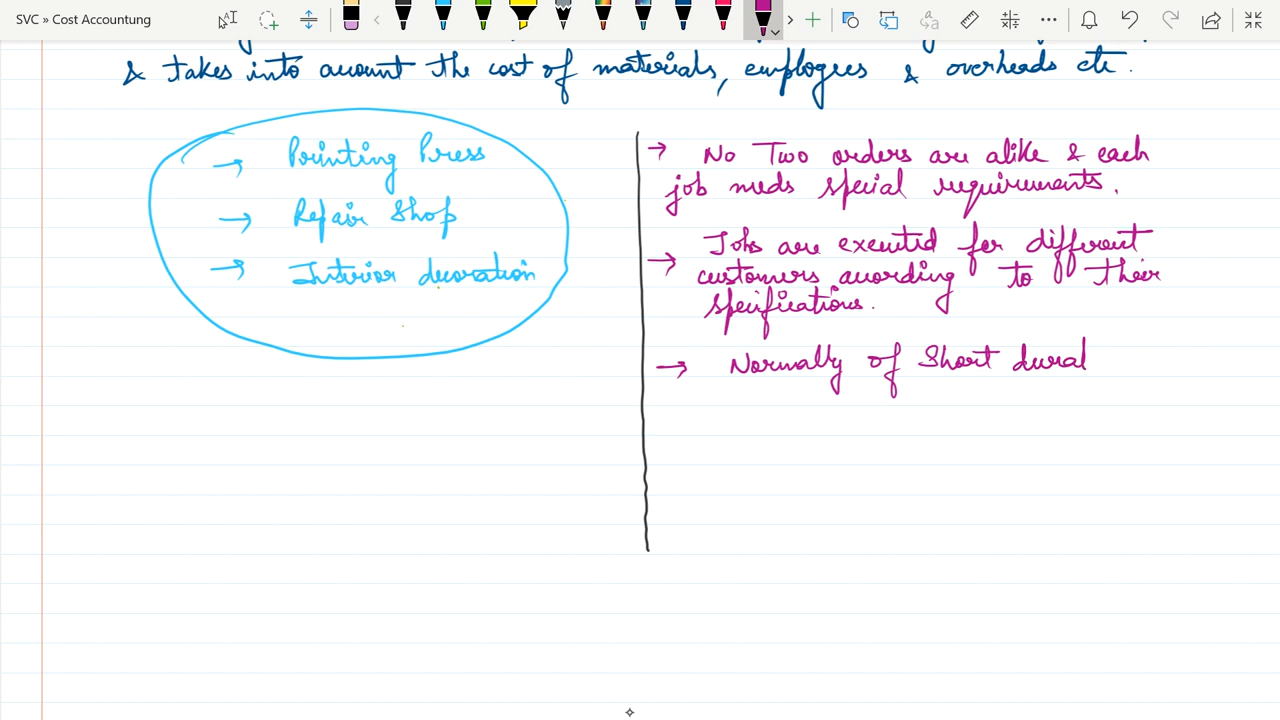 SVC » Cost Accountung
& takes into account the cost of materials, employees & overheads etc.
→ Printing Press
→ Repair Shop
→ Interior decoration
→ No Two orders are alike & each
job needs special requirements.
→ Jobs are executed for different
customers according to their
specifications.
→ Normally of Short durat